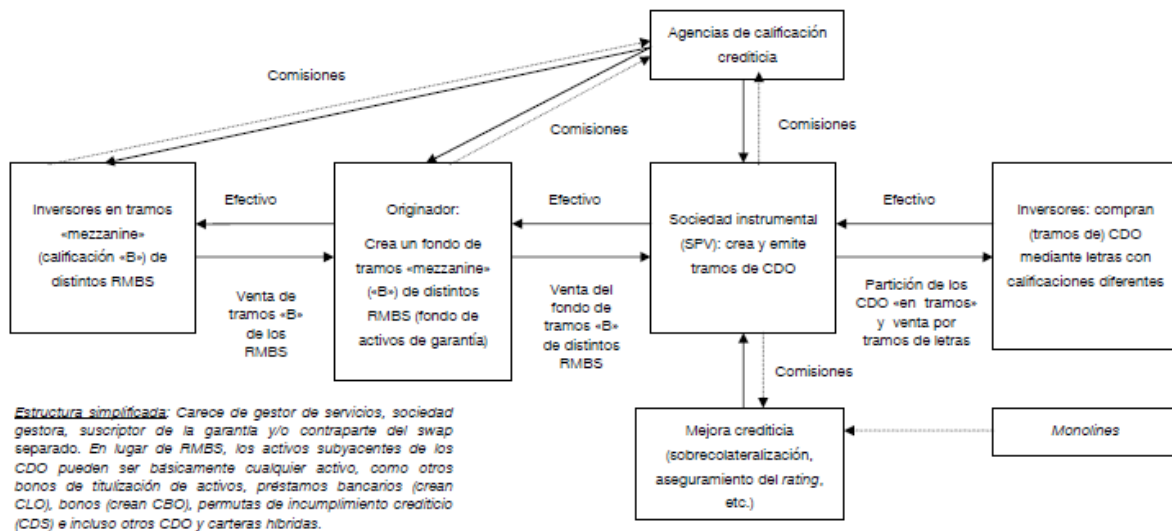 Agencias de calificación
crediticia
Comisiones
Comisiones
Comisiones
Inversores en tramos
«mezzanine»
(calificación «B») de
distintos RMBS
Efectivo
Venta de
tramos «B»
de los
RMBS
Originador:
Crea un fondo de
tramos «mezzanine»
(«B») de distintos
RMBS (fondo de
activos de garantía)
Efectivo
Venta del
fondo de
tramos «B»
de distintos
RMBS
Sociedad instrumental
(SPV): crea y emite
tramos de CDO
Efectivo
Partición de los
CDO «en tramos»
y venta por
tramos de letras
Inversores: compran
(tramos de) CDO
mediante letras con
calificaciones diferentes
Comisiones
Mejora crediticia
(sobrecolateralización,
aseguramiento del rating,
etc.)
Monolines
Estructura simplificada: Carece de gestor de servicios, sociedad
gestora, suscriptor de la garantía y/o contraparte del swap
separado. En lugar de RMBS, los activos subyacentes de los
CDO pueden ser básicamente cualquier activo, como otros
bonos de titulización de activos, préstamos bancarios (crean
CLO), bonos (crean CBO), permutas de incumplimiento crediticio
(CDS) e incluso otros CDO y carteras híbridas.